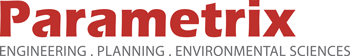 Parametrix
ENGINEERING . PLANNING . ENVIRONMENTAL SCIENCES